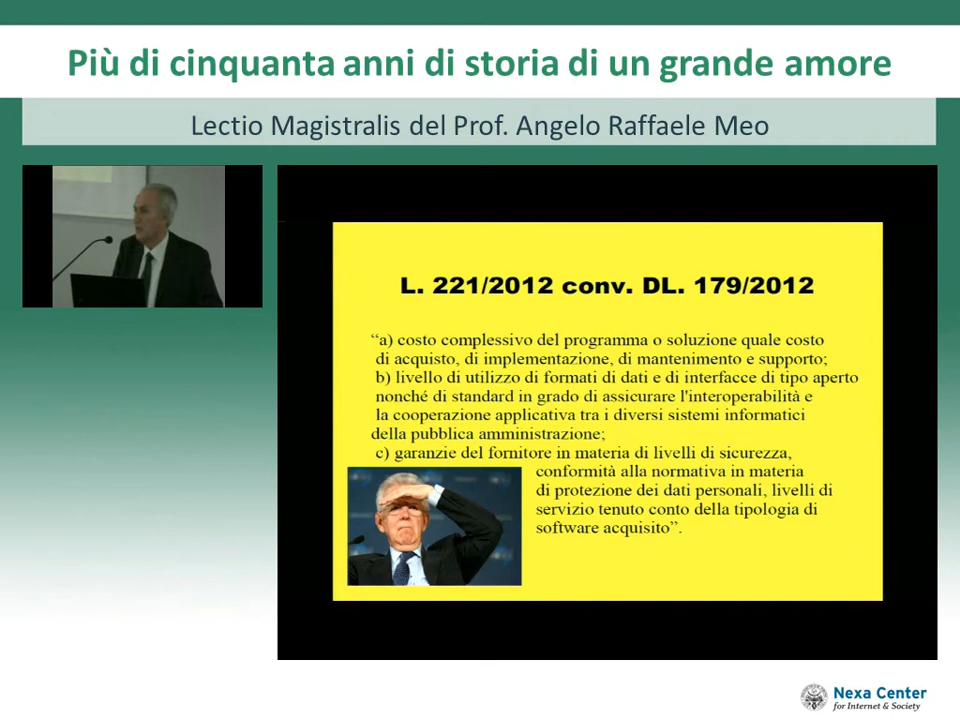 Più di cinquanta anni di storia di un grande amore
Lectio Magistralis del Prof. Angelo Raffaele Meo
L. 221/2012 conv. DL. 179/2012
“a) costo complessivo del programma o soluzione quale costo
di acquisto, di implementazione, di mantenimento e supporto;
b) livello di utilizzo di formati di dati e di interfacce di tipo aperto
nonché di standard in grado di assicurare l'interoperabilità e
la cooperazione applicativa tra i diversi sistemi informatici
della pubblica amministrazione;
c) garanzie del fornitore in materia di livelli di sicurezza,
conformità alla normativa in materia
di protezione dei dati personali, livelli di
servizio tenuto conto della tipologia di
software acquisito”.
Nexa Center
for Internet & Society